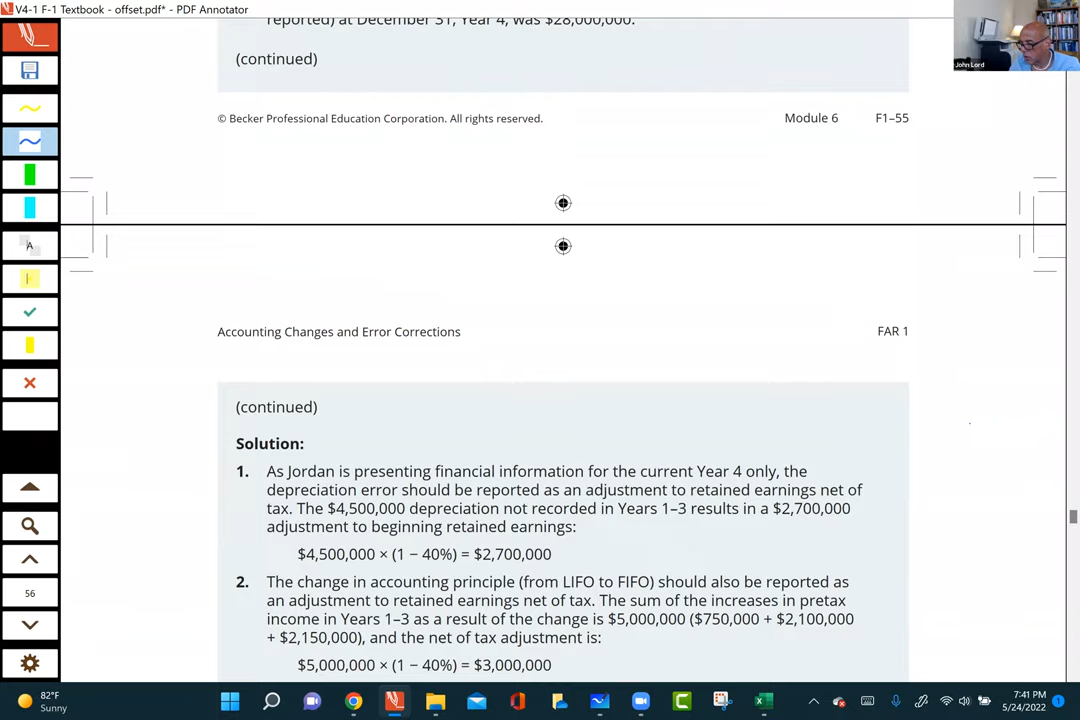 V4-1 F-1 Textbook - offset.pdf* - PDF Annotator
John Lord
reported) at December 31, Year 4, was $28,000,000.
(continued)
© Becker Professional Education Corporation. All rights reserved.
Module 6 F1–55
Accounting Changes and Error Corrections
FAR 1
(continued)
Solution:
1. As Jordan is presenting financial information for the current Year 4 only, the
depreciation error should be reported as an adjustment to retained earnings net of
tax. The $4,500,000 depreciation not recorded in Years 1–3 results in a $2,700,000
adjustment to beginning retained earnings:
$4,500,000 × (1 − 40%) = $2,700,000
2. The change in accounting principle (from LIFO to FIFO) should also be reported as
an adjustment to retained earnings net of tax. The sum of the increases in pretax
income in Years 1–3 as a result of the change is $5,000,000 ($750,000 + $2,100,000
+ $2,150,000), and the net of tax adjustment is:
$5,000,000 × (1 − 40%) = $3,000,000
A
56
82°F
Sunny
7:41 PM
5/24/2022
1